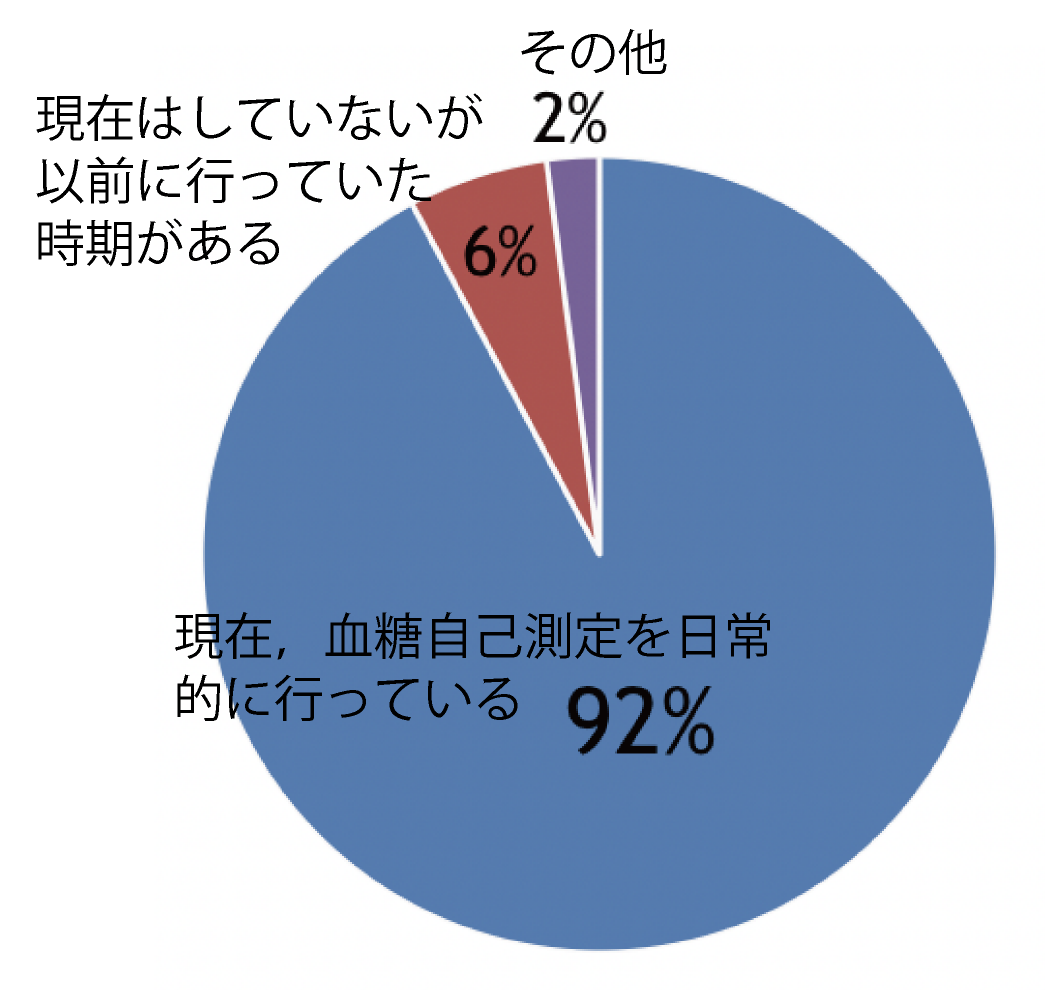 その他
2%
現在はしていないが
以前に行っていた
時期がある
6%
現在，血糖自己測定を日常
的に行っている 92%